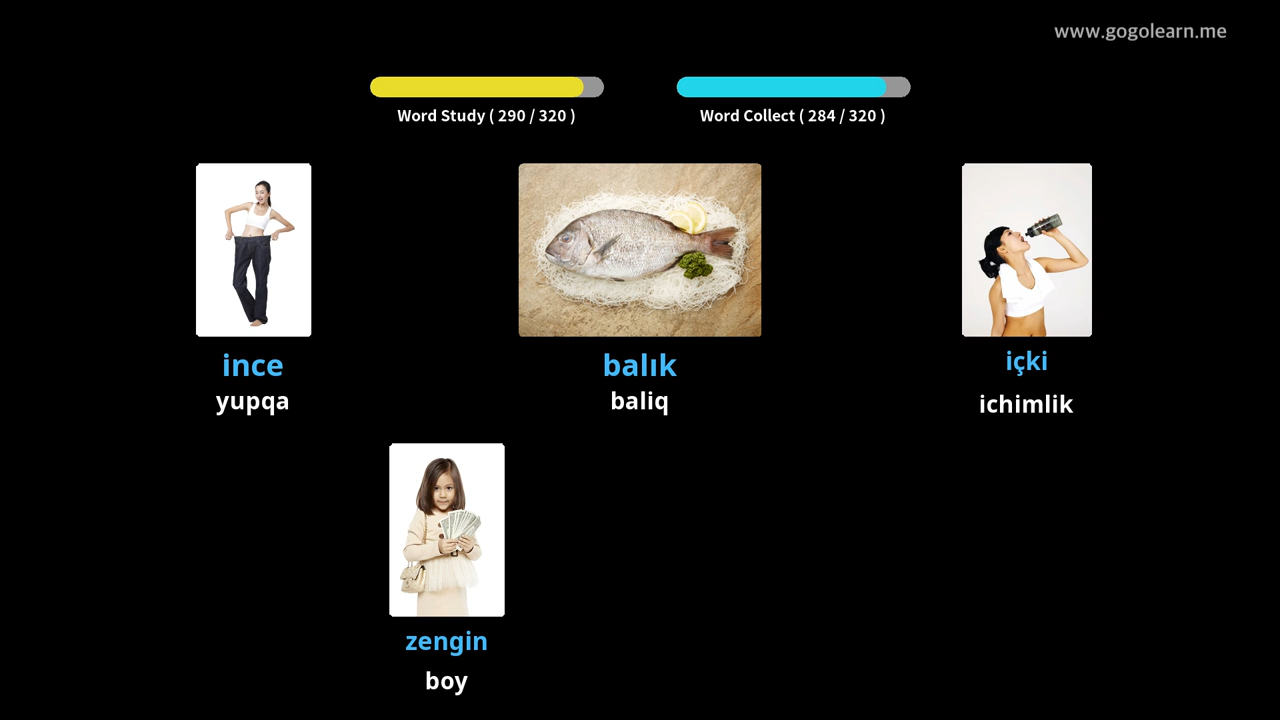 www.gogolearn.me
Word Study ( 290 / 320 )
Word Collect ( 284 / 320 )
ince
yupqa
balık
baliq
içki
ichimlik
zengin
boy